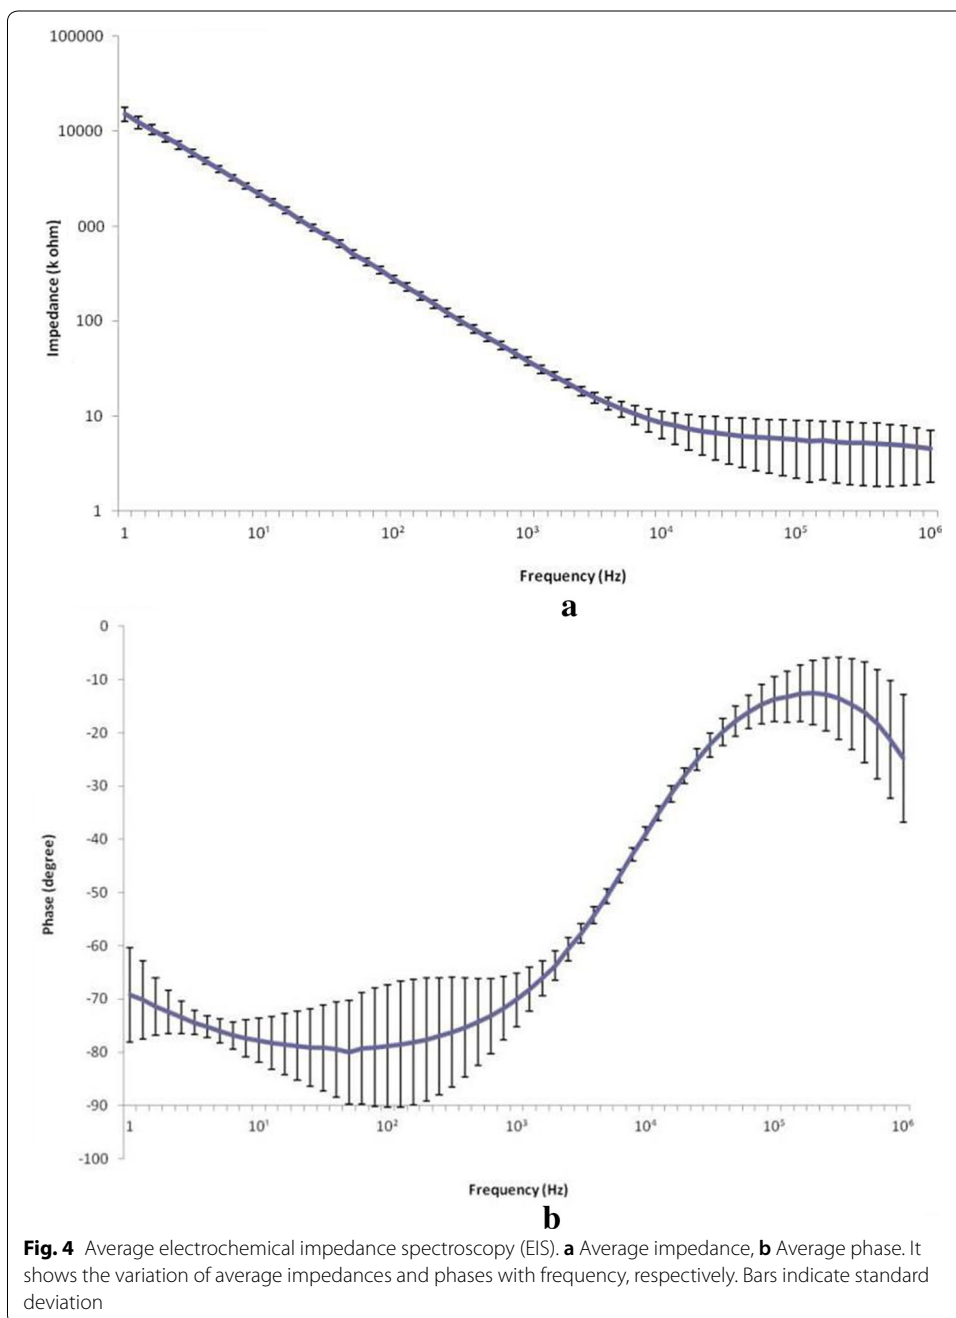 100000
10000
000
100
10
1
Impedance (k ohm)
1 10¹ 10² 10³ 10⁴ 10⁵ 10⁶
Frequency (Hz)
a
0
-10
-20
-30
-40
-50
-60
-70
-80
-90
-100
Phase (degree)
1 10¹ 10² 10³ 10⁴ 10⁵ 10⁶
Frequency (Hz)
b
Fig. 4 Average electrochemical impedance spectroscopy (EIS). a Average impedance, b Average phase. It
shows the variation of average impedances and phases with frequency, respectively. Bars indicate standard
deviation